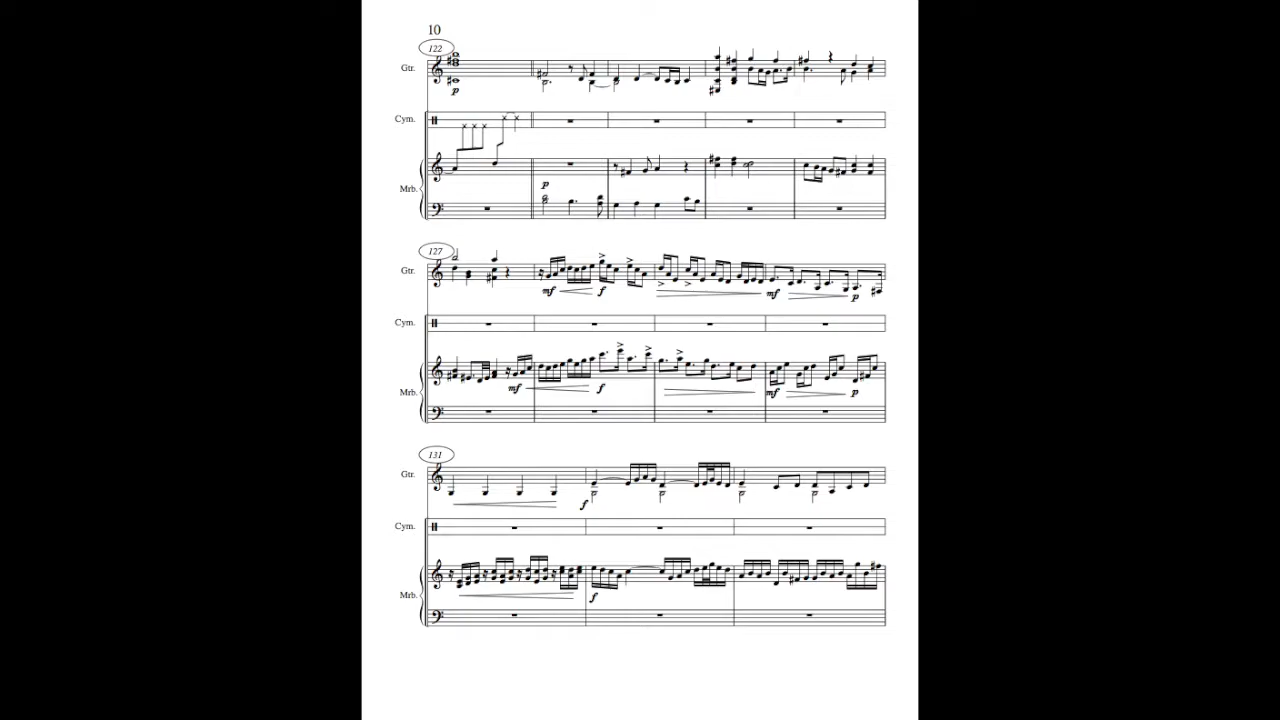 10
122
Gtr.
p
Cym.
Mrb.
p
127
Gtr.
mf f mf p
Cym.
Mrb.
mf f mf p
131
Gtr.
f
Cym.
Mrb.
f